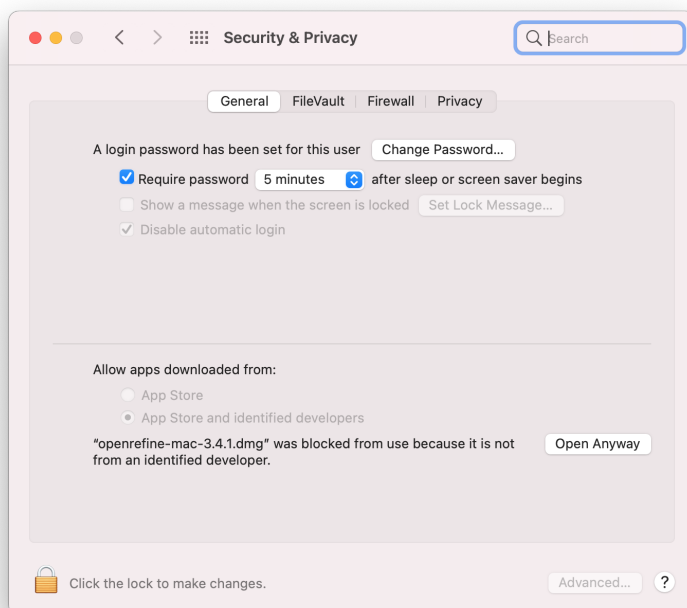 Security & Privacy
Search
General FileVault Firewall Privacy
A login password has been set for this user Change Password...
Require password 5 minutes after sleep or screen saver begins
Show a message when the screen is locked Set Lock Message...
Disable automatic login
Allow apps downloaded from:
App Store
App Store and identified developers
“openrefine-mac-3.4.1.dmg” was blocked from use because it is not Open Anyway
from an identified developer.
Click the lock to make changes. Advanced... ?